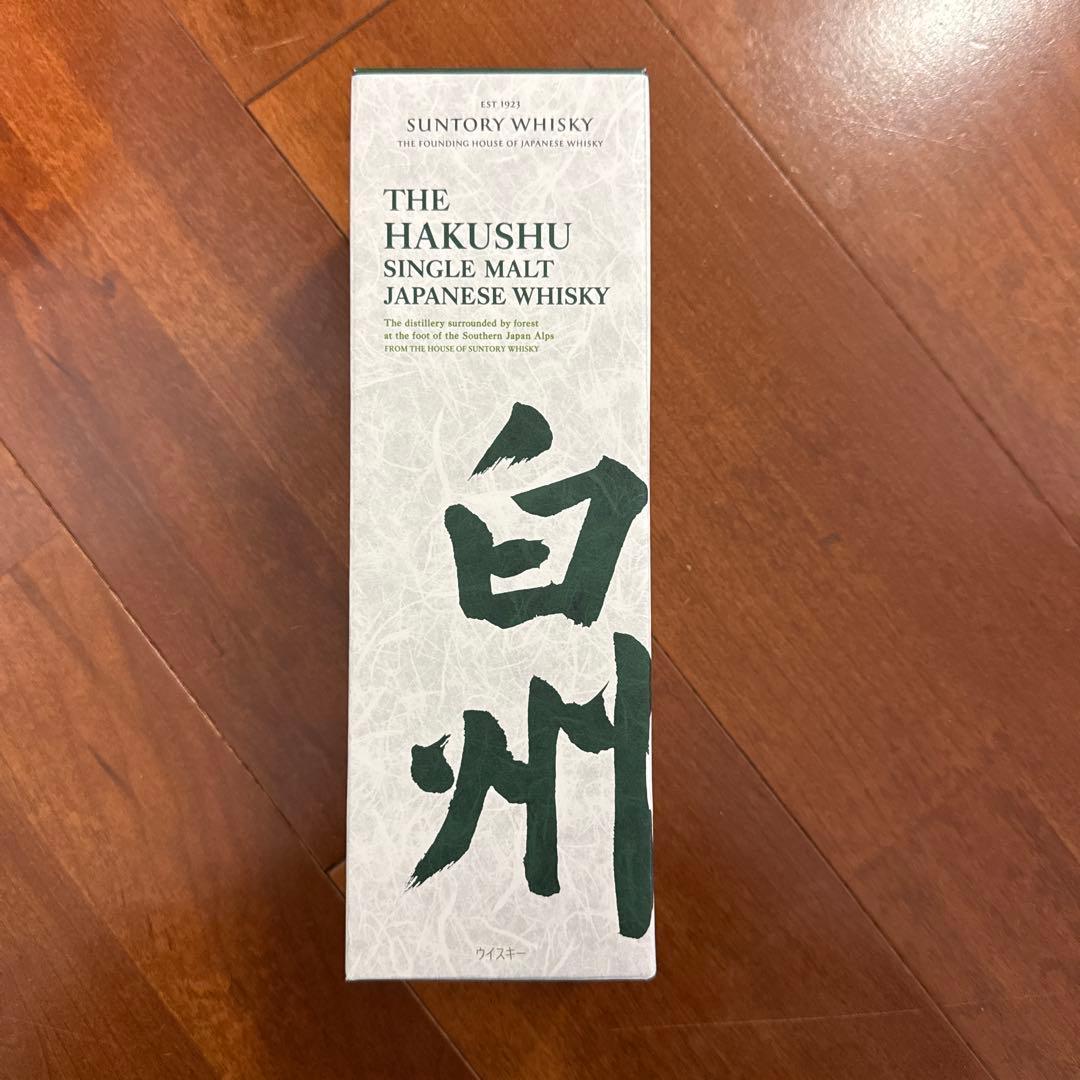 EST 1923
SUNTORY WHISKY
THE FOUNDING HOUSE OF JAPANESE WHISKY
THE
HAKUSHU
SINGLE MALT
JAPANESE WHISKY
The distillery surrounded by forest
at the foot of the Southern Japan Alps
FROM THE HOUSE OF SUNTORY WHISKY
白
州
ウイスキー